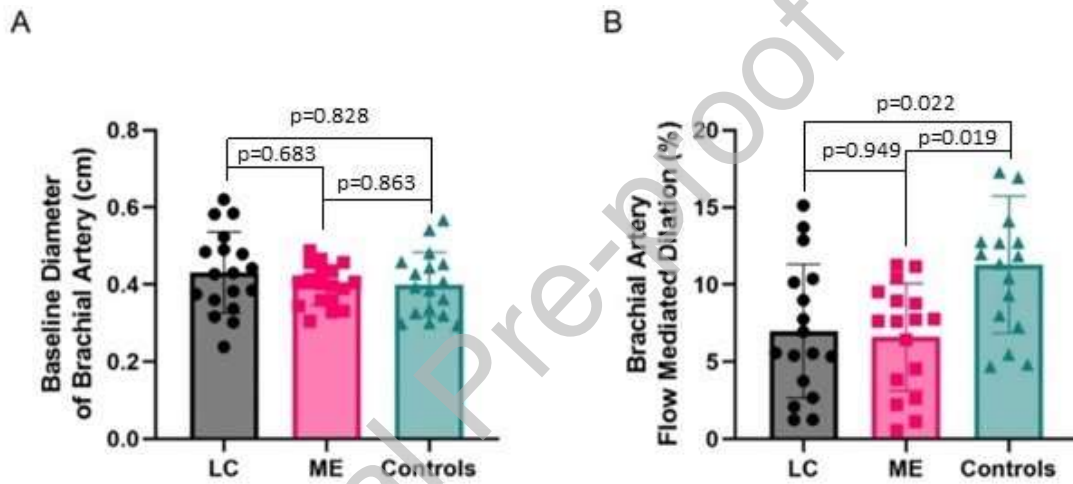 A
Baseline Diameter
of Brachial Artery (cm)
0.8
0.6
0.4
0.2
0.0
p=0.828
p=0.683
p=0.863
LC
ME
Controls
B
Brachial Artery
Flow Mediated Dilation (%)
20
15
10
5
0
p=0.022
p=0.949
p=0.019
LC
ME
Controls
al Pre-proof